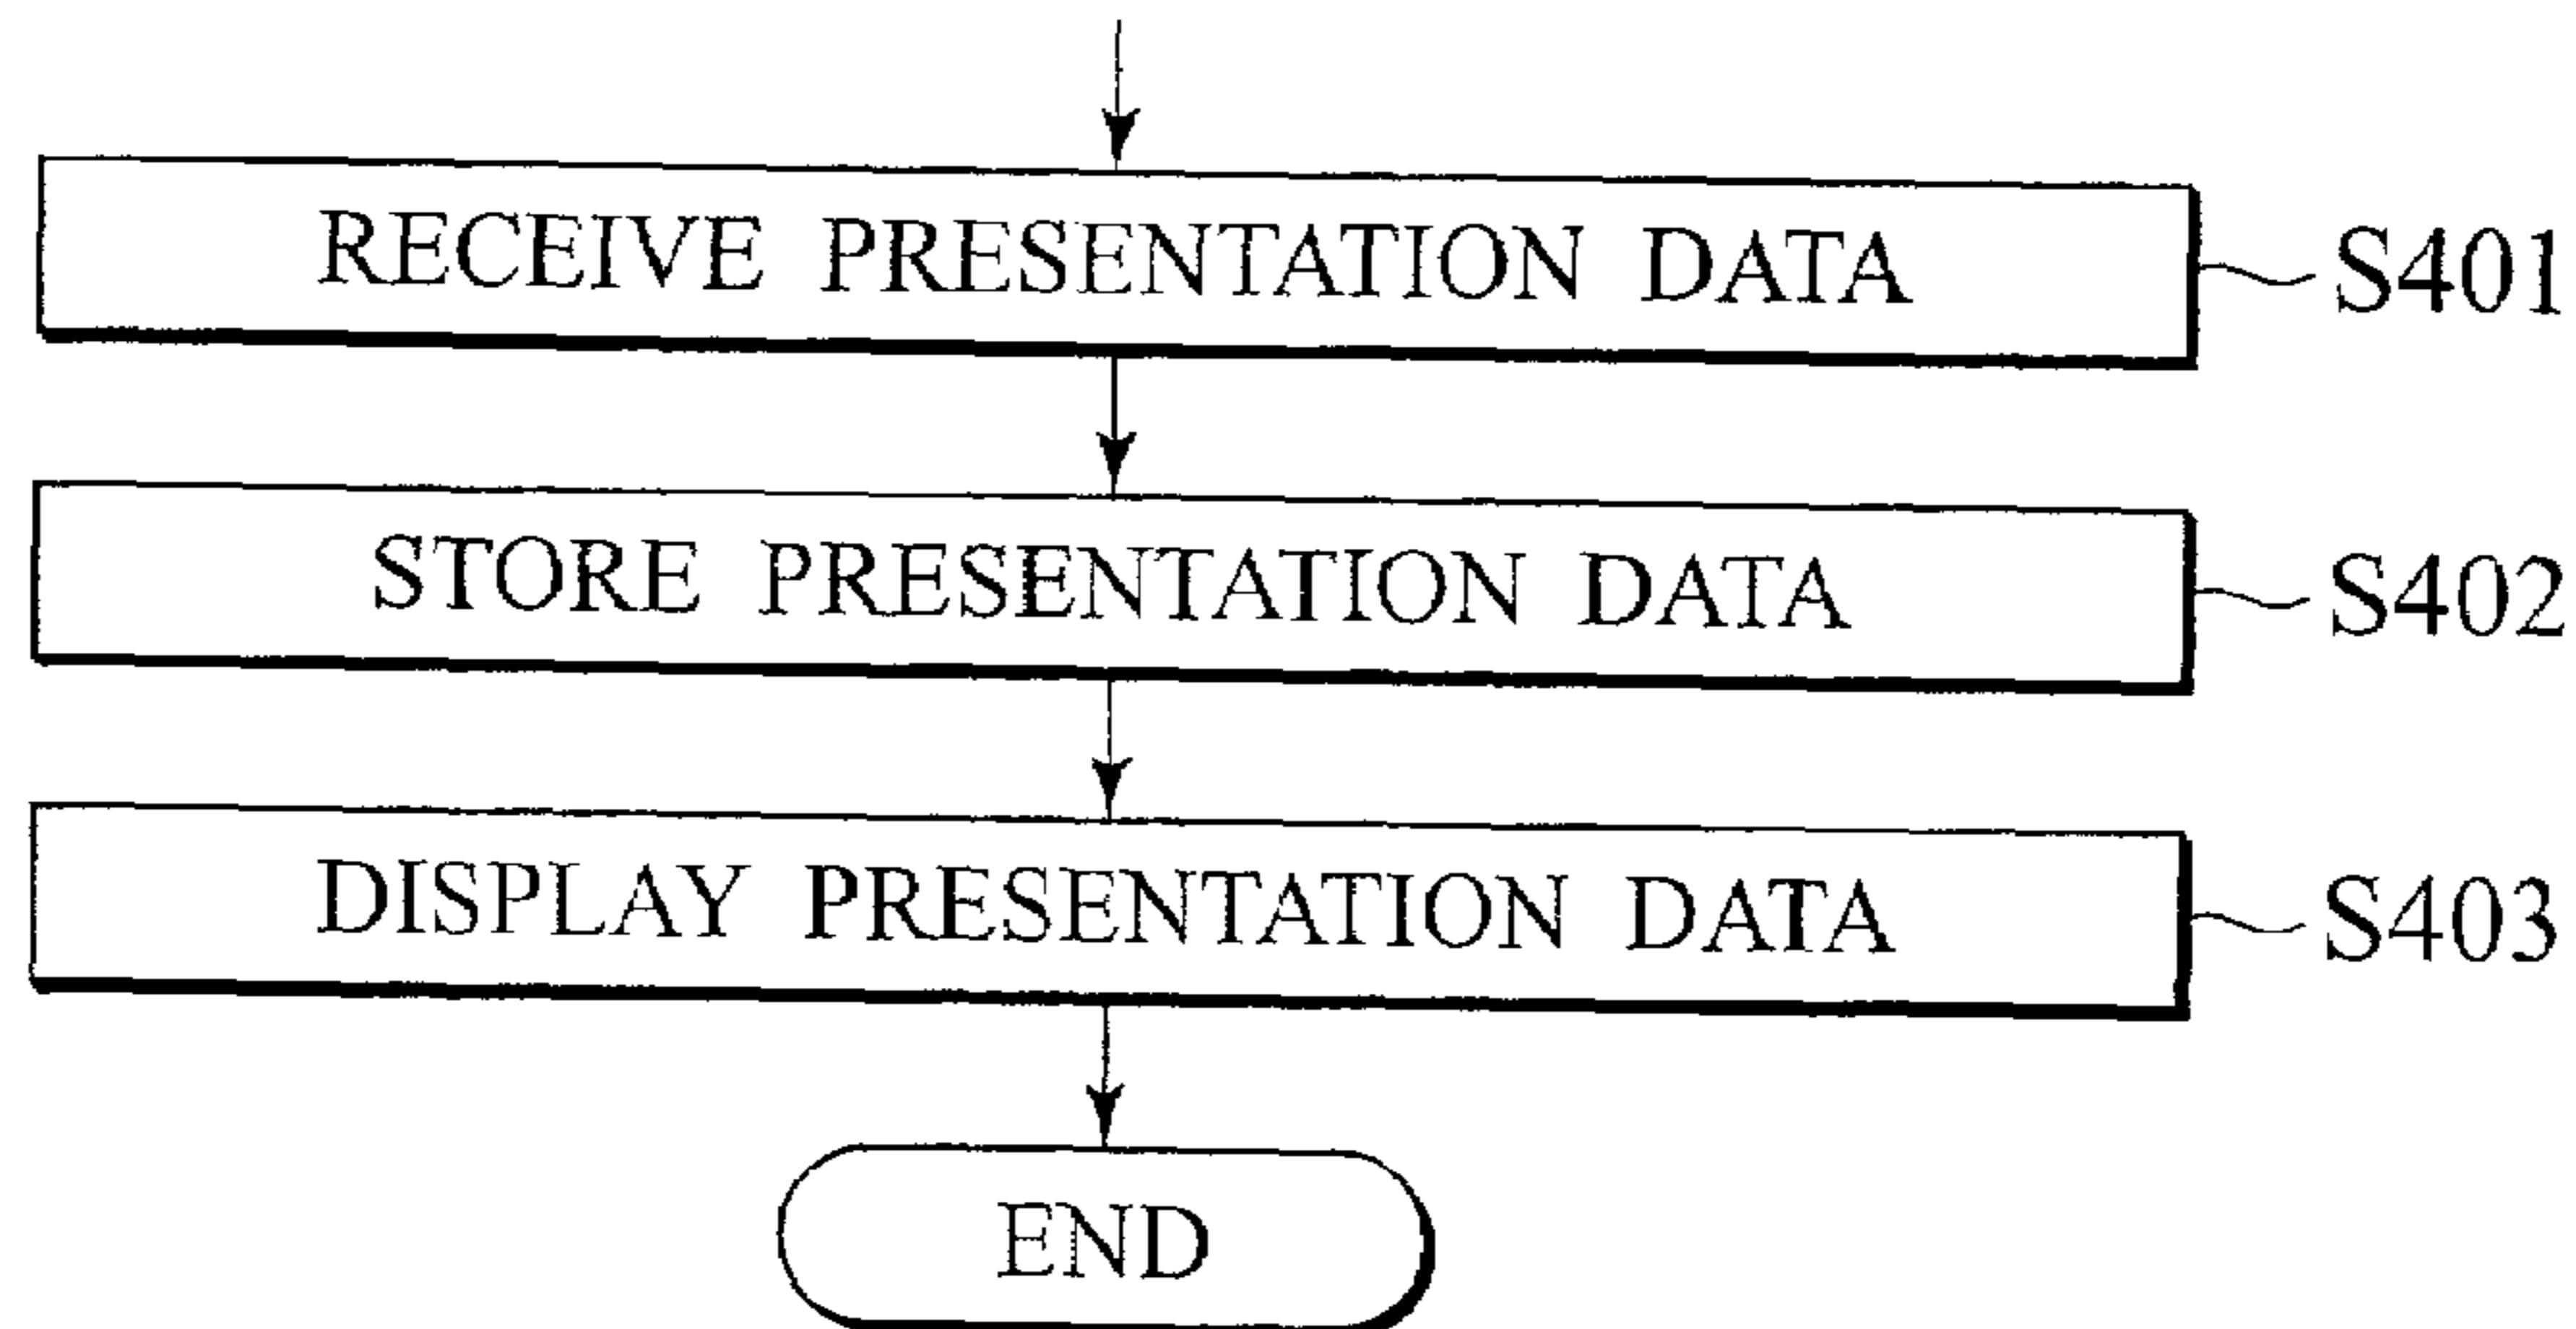 RECEIVE PRESENTATION DATA S401
STORE PRESENTATION DATA S402
DISPLAY PRESENTATION DATA S403
END